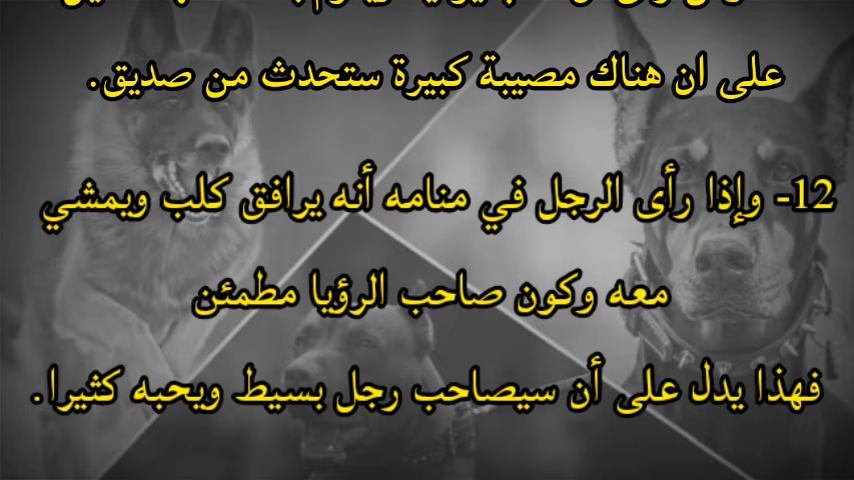 على ان هناك مصيبة كبيرة ستحدث من صديق.
12- وإذا رأى الرجل في منامه أنه يرافق كلب ويمشي
معه وكون صاحب الرؤيا مطمئن
فهذا يدل على أن سيصاحب رجل بسيط ويحبه كثيرا.